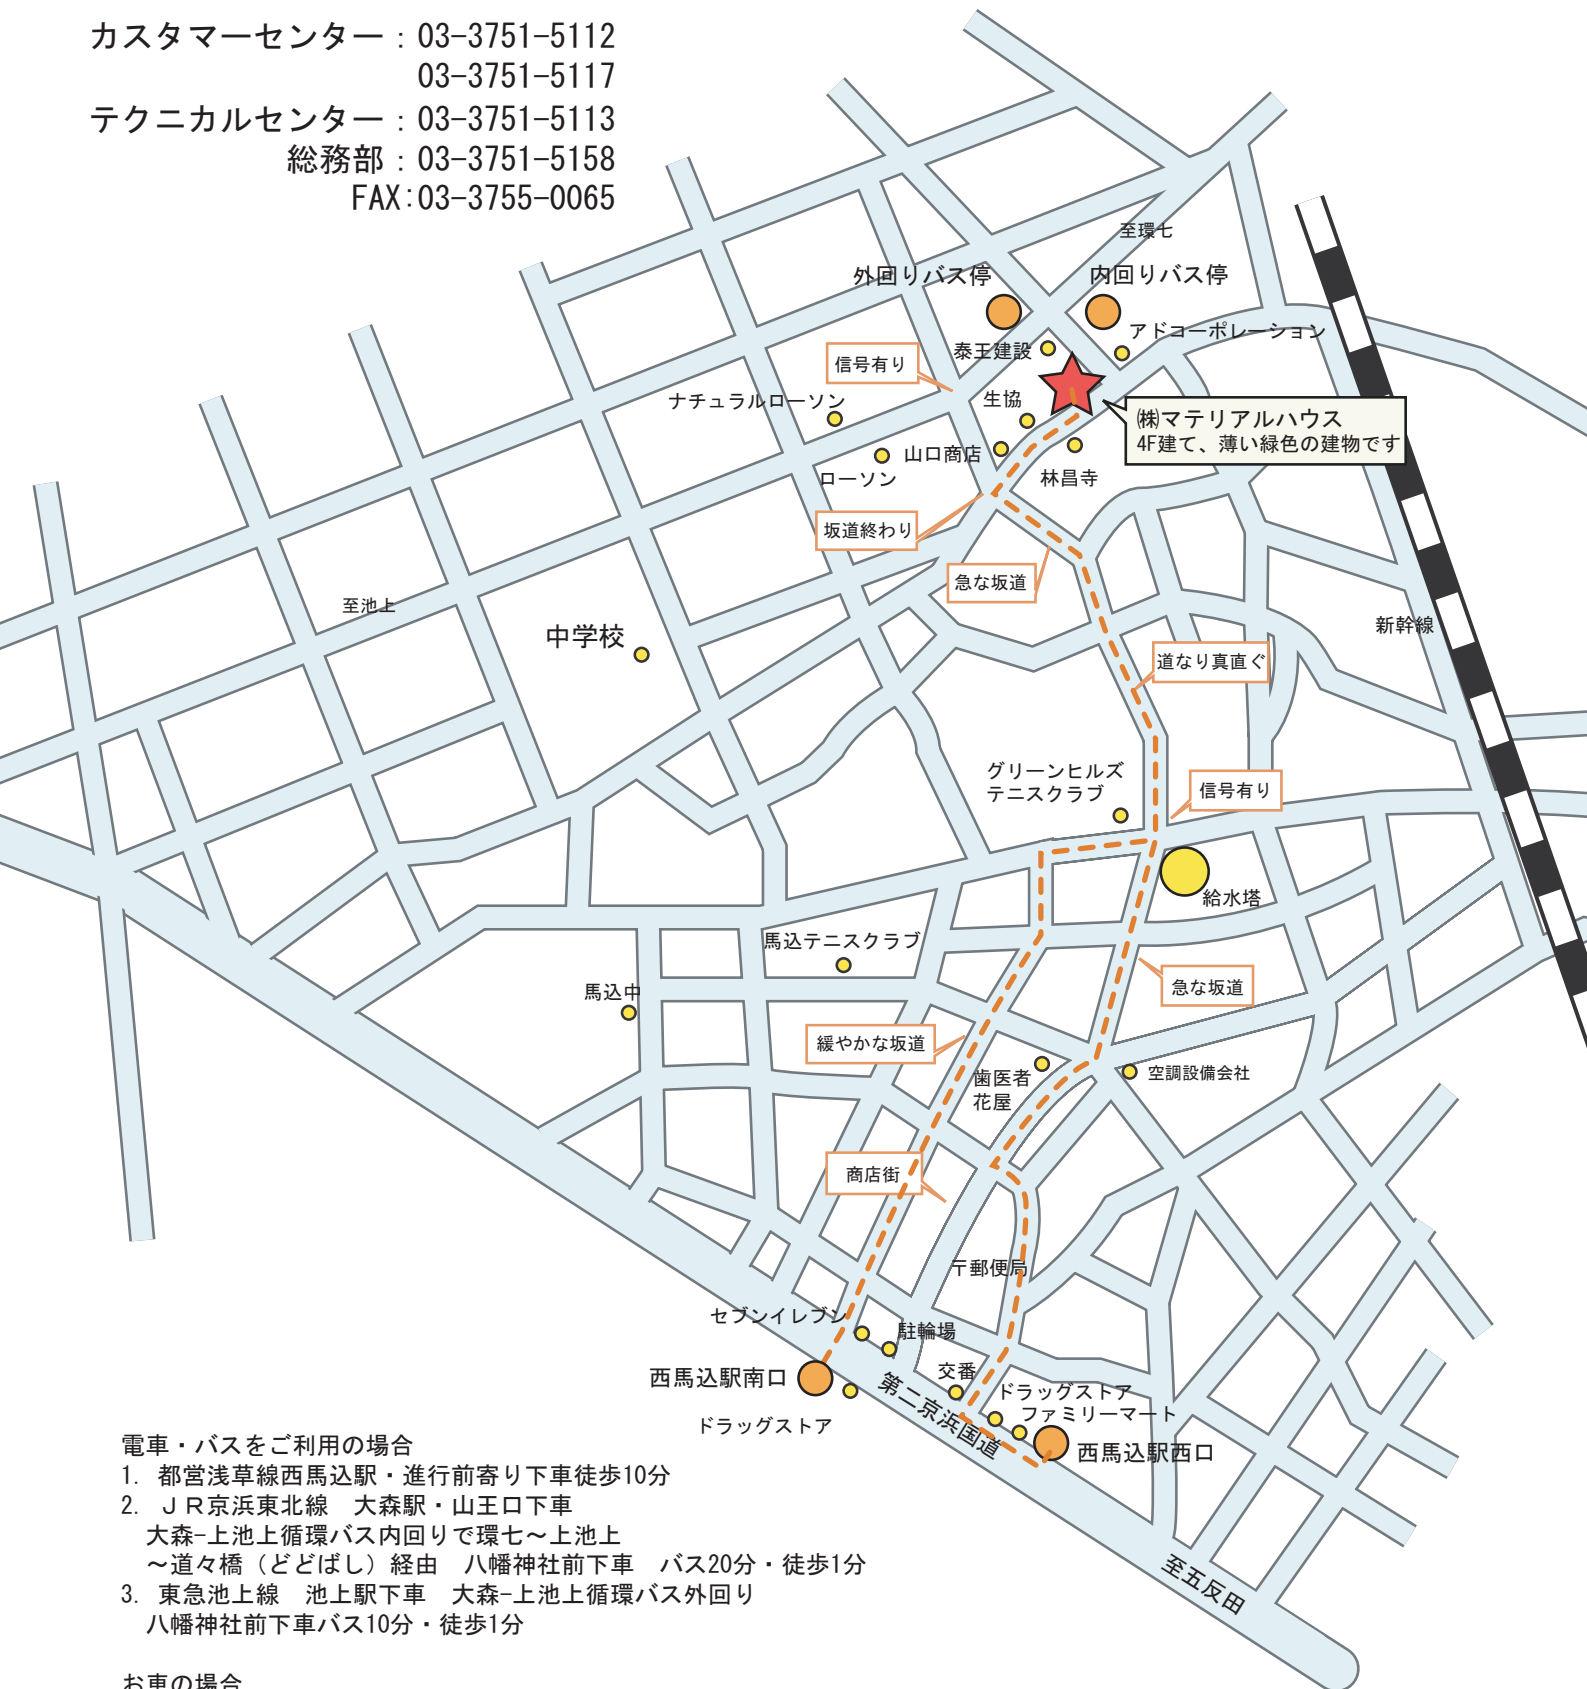 カスタマーセンター：03-3751-5112
03-3751-5117
テクニカルセンター：03-3751-5113
総務部：03-3751-5158
FAX:03-3755-0065
至環七
外回りバス停
内回りバス停
アドコーポレーション
泰王建設
信号有り
生協
ナチュラルローソン
㈱マテリアルハウス
4F建て、薄い緑色の建物です
山口商店
ローソン
林昌寺
坂道終わり
急な坂道
至池上
中学校
新幹線
道なり真直ぐ
グリーンヒルズ
テニスクラブ
信号有り
給水塔
馬込テニスクラブ
急な坂道
馬込中
緩やかな坂道
歯医者
花屋
空調設備会社
商店街
〒郵便局
セブンイレブン
駐輪場
西馬込駅南口
交番
ドラッグストア
ファミリーマート
第二京浜国道
ドラッグストア
西馬込駅西口
至五反田
電車・バスをご利用の場合
1. 都営浅草線西馬込駅・進行前寄り下車徒歩10分
2. ＪＲ京浜東北線　大森駅・山王口下車
大森-上池上循環バス内回りで環七～上池上
～道々橋（どどばし）経由　八幡神社前下車　バス20分・徒歩1分
3. 東急池上線　池上駅下車　大森-上池上循環バス外回り
八幡神社前下車バス10分・徒歩1分
お車の場合